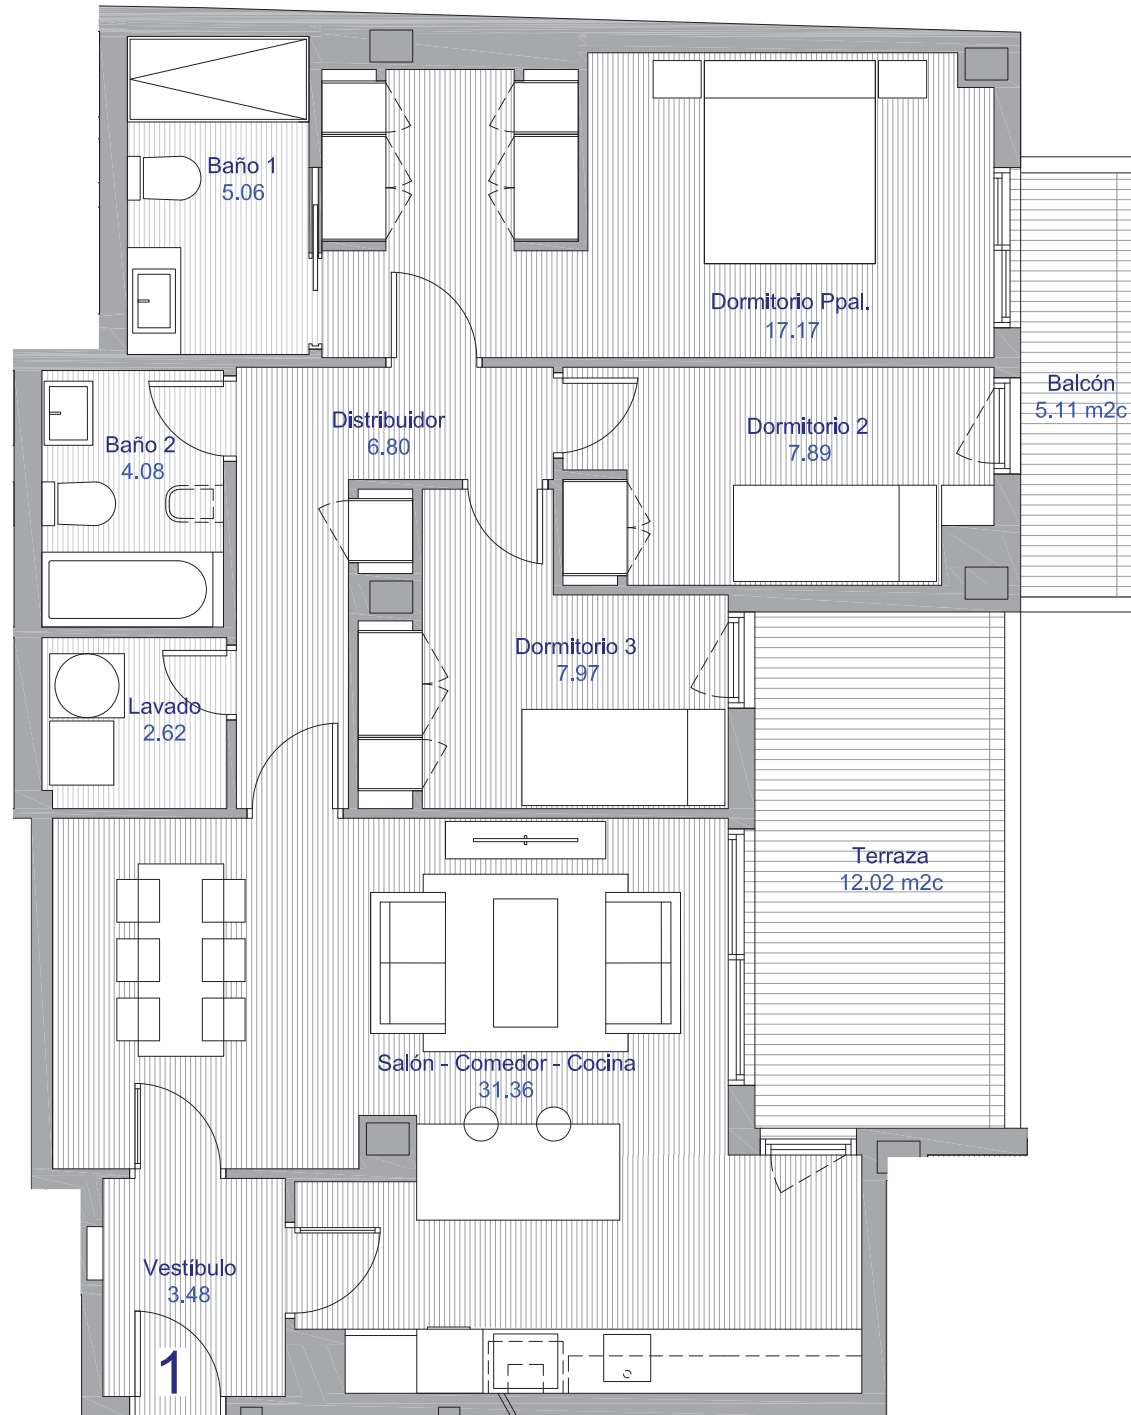 Baño 1
5.06
Dormitorio Ppal.
17.17
Balcón
5.11 m2c
Distribuidor
6.80
Dormitorio 2
7.89
Baño 2
4.08
Dormitorio 3
7.97
Lavado
2.62
Terraza
12.02 m2c
Salón - Comedor - Cocina
31.36
Vestíbulo
3.48
1